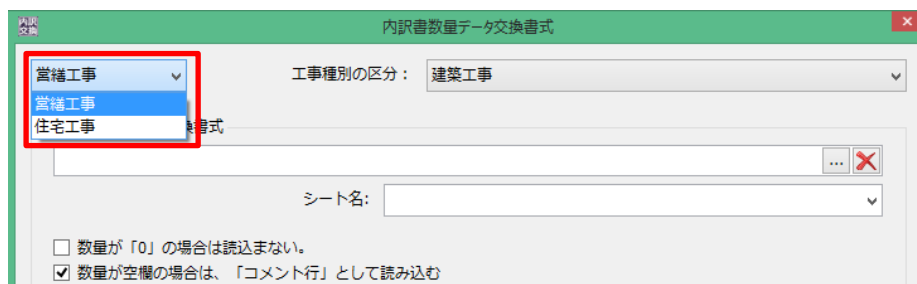 内訳
交換
内訳書数量データ交換書式
営繕工事
工事種別の区分：
建築工事
営繕工事
住宅工事
換書式
...
シート名:
数量が「0」の場合は読込まない。
数量が空欄の場合は、「コメント行」として読み込む